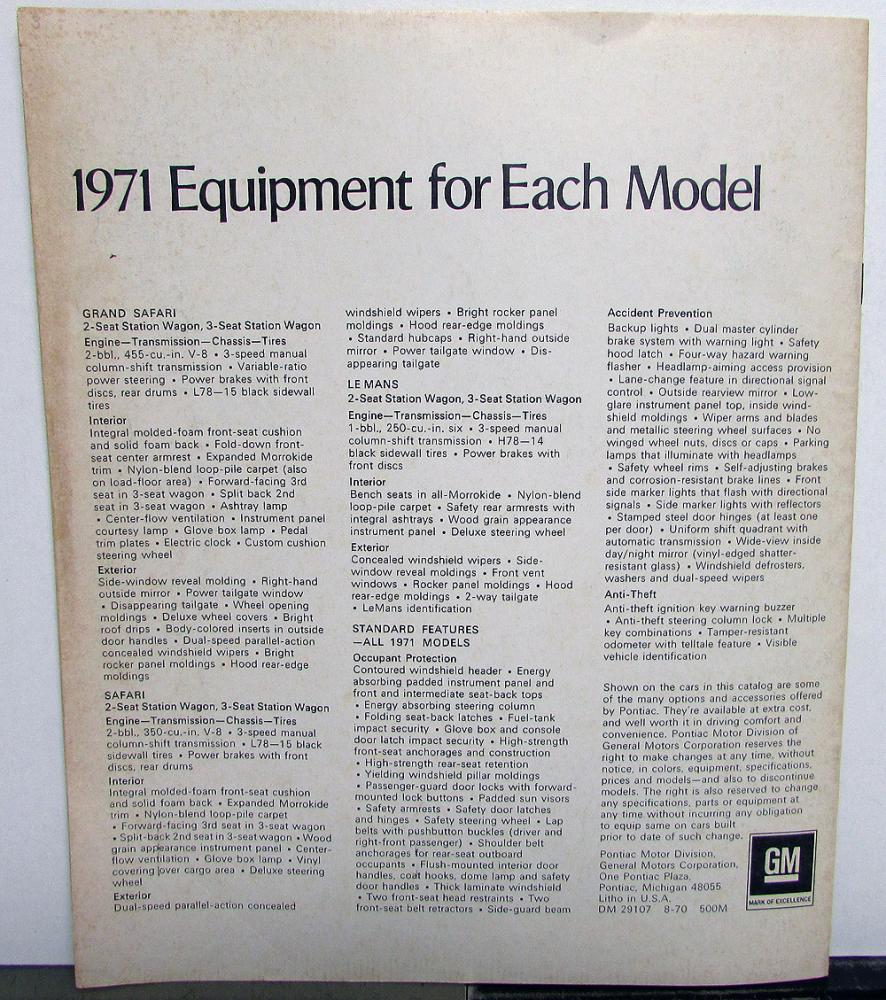 1971 Equipment for Each Model
GRAND SAFARI
2-Seat Station Wagon, 3-Seat Station Wagon
Engine—Transmission—Chassis—Tires
2-bbl., 455-cu.-in. V-8 • 3-speed manual
column-shift transmission • Variable-ratio
power steering • Power brakes with front
discs, rear drums • L78—15 black sidewall
tires
Interior
Integral molded-foam front-seat cushion
and solid foam back • Fold-down front-
seat center armrest • Expanded Morrokide
trim • Nylon-blend loop-pile carpet (also
on load-floor area) • Forward-facing 3rd
seat in 3-seat wagon • Split back 2nd
seat in 3-seat wagon • Ashtray lamp
• Center-flow ventilation • Instrument panel
courtesy lamp • Glove box lamp • Pedal
trim plates • Electric clock • Custom cushion
steering wheel
Exterior
Side-window reveal molding • Right-hand
outside mirror • Power tailgate window
• Disappearing tailgate • Wheel opening
moldings • Deluxe wheel covers • Bright
roof drips • Body-colored inserts in outside
door handles • Dual-speed parallel-action
concealed windshield wipers • Bright
rocker panel moldings • Hood rear-edge
moldings
SAFARI
2-Seat Station Wagon, 3-Seat Station Wagon
Engine—Transmission—Chassis—Tires
2-bbl., 350-cu.-in. V-8 • 3-speed manual
column-shift transmission • L78—15 black
sidewall tires • Power brakes with front
discs, rear drums
Interior
Integral molded-foam front-seat cushion
and solid foam back • Expanded Morrokide
trim • Nylon-blend loop-pile carpet
• Forward-facing 3rd seat in 3-seat wagon
• Split-back 2nd seat in 3-seat wagon • Wood
grain appearance instrument panel • Center-
flow ventilation • Glove box lamp • Vinyl
covering over cargo area • Deluxe steering
wheel
Exterior
Dual-speed parallel-action concealed
windshield wipers • Bright rocker panel
moldings • Hood rear-edge moldings
• Standard hubcaps • Right-hand outside
mirror • Power tailgate window • Dis-
appearing tailgate
LE MANS
2-Seat Station Wagon, 3-Seat Station Wagon
Engine—Transmission—Chassis—Tires
1-bbl., 250-cu.-in. six • 3-speed manual
column-shift transmission • H78—14
black sidewall tires • Power brakes with
front discs
Interior
Bench seats in all-Morrokide • Nylon-blend
loop-pile carpet • Safety rear armrests with
integral ashtrays • Wood grain appearance
instrument panel • Deluxe steering wheel
Exterior
Concealed windshield wipers • Side-
window reveal moldings • Front vent
windows • Rocker panel moldings • Hood
rear-edge moldings • 2-way tailgate
• LeMans identification
STANDARD FEATURES
—ALL 1971 MODELS
Occupant Protection
Contoured windshield header • Energy
absorbing padded instrument panel and
front and intermediate seat-back tops
• Energy absorbing steering column
• Folding seat-back latches • Fuel-tank
impact security • Glove box and console
door latch impact security • High-strength
front-seat anchorages and construction
• High-strength rear-seat retention
• Yielding windshield pillar moldings
• Passenger-guard door locks with forward-
mounted lock buttons • Padded sun visors
• Safety armrests • Safety door latches
and hinges • Safety steering wheel • Lap
belts with pushbutton buckles (driver and
right-front passenger) • Shoulder belt
anchorages for rear-seat outboard
occupants • Flush-mounted interior door
handles, coat hooks, dome lamp and safety
door handles • Thick laminate windshield
• Two front-seat head restraints • Two
front-seat belt retractors • Side-guard beam
Accident Prevention
Backup lights • Dual master cylinder
brake system with warning light • Safety
hood latch • Four-way hazard warning
flasher • Headlamp-aiming access provision
• Lane-change feature in directional signal
control • Outside rearview mirror • Low-
glare instrument panel top, inside wind-
shield moldings • Wiper arms and blades
and metallic steering wheel surfaces • No
winged wheel nuts, discs or caps • Parking
lamps that illuminate with headlamps
• Safety wheel rims • Self-adjusting brakes
and corrosion-resistant brake lines • Front
side marker lights that flash with directional
signals • Side marker lights with reflectors
• Stamped steel door hinges (at least one
per door) • Uniform shift quadrant with
automatic transmission • Wide-view inside
day/night mirror (vinyl-edged shatter-
resistant glass) • Windshield defrosters,
washers and dual-speed wipers
Anti-Theft
Anti-theft ignition key warning buzzer
• Anti-theft steering column lock • Multiple
key combinations • Tamper-resistant
odometer with telltale feature • Visible
vehicle identification
Shown on the cars in this catalog are some
of the many options and accessories offered
by Pontiac. They're available at extra cost,
and well worth it in driving comfort and
convenience. Pontiac Motor Division of
General Motors Corporation reserves the
right to make changes at any time, without
notice, in colors, equipment, specifications,
prices and models—and also to discontinue
models. The right is also reserved to change
any specifications, parts or equipment at
any time without incurring any obligation
to equip same on cars built
prior to date of such change.
Pontiac Motor Division,
General Motors Corporation,
One Pontiac Plaza,
Pontiac, Michigan 48055
Litho in U.S.A.
DM 29107 8-70 500M
GM
MARK OF EXCELLENCE